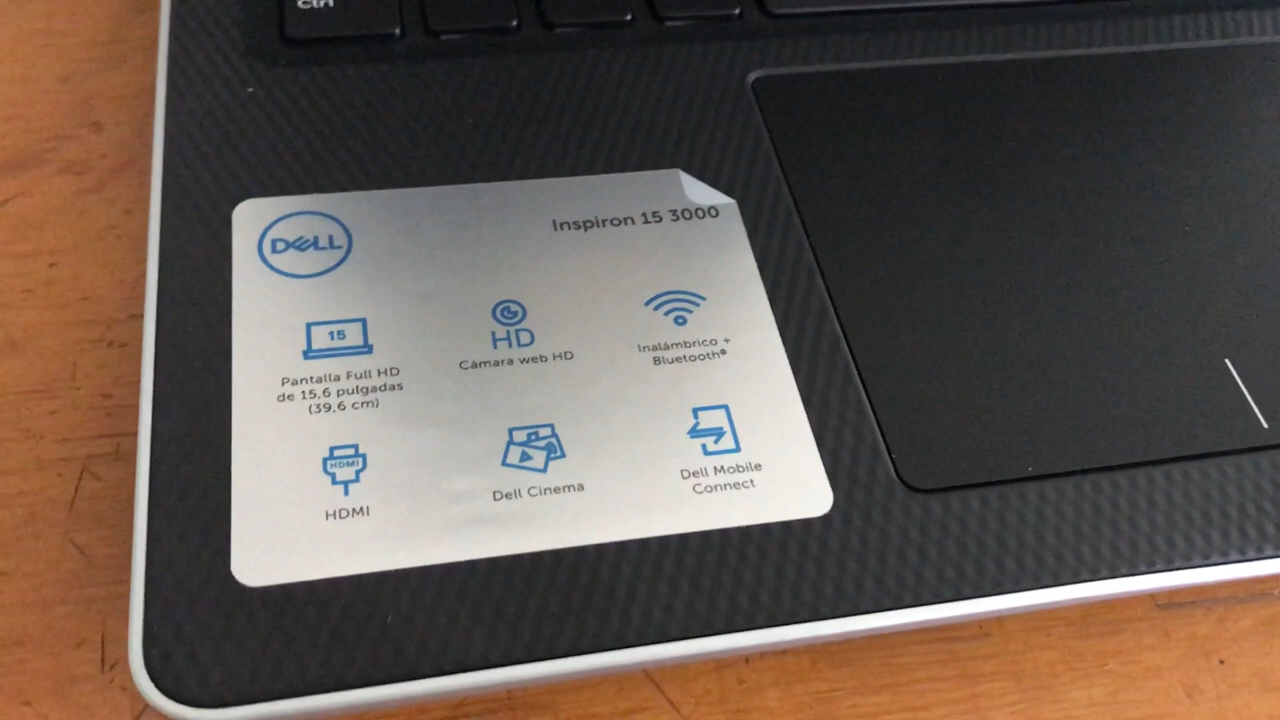 Ctrl
DELL
Inspiron 15 3000
15
Pantalla Full HD
de 15,6 pulgadas
(39,6 cm)
HD
Cámara web HD
Inalámbrico +
Bluetooth®
HDMI
HDMI
Dell Cinema
Dell Mobile
Connect